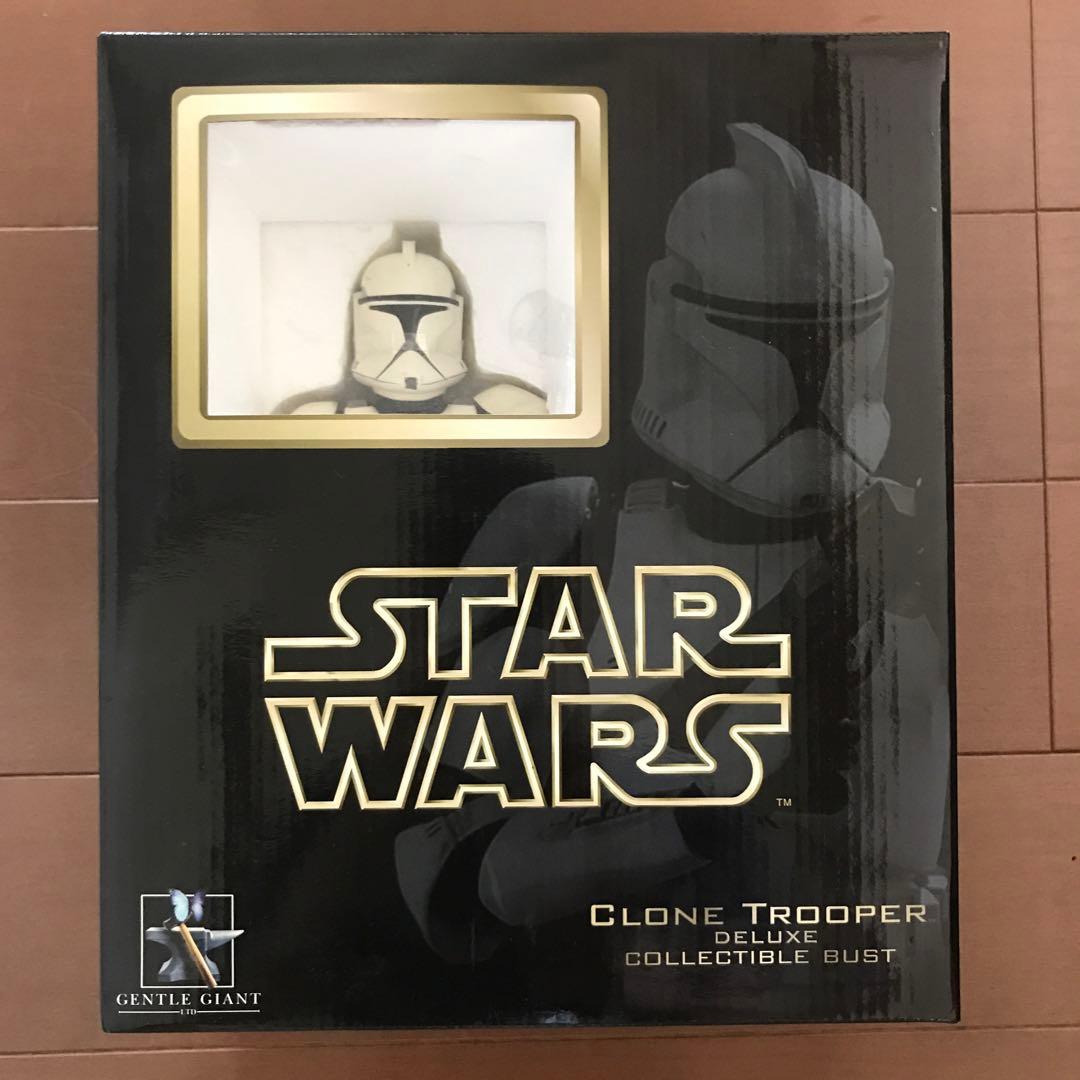 STAR
WARS
TM
CLONE TROOPER
DELUXE
COLLECTIBLE BUST
GENTLE GIANT
LTD